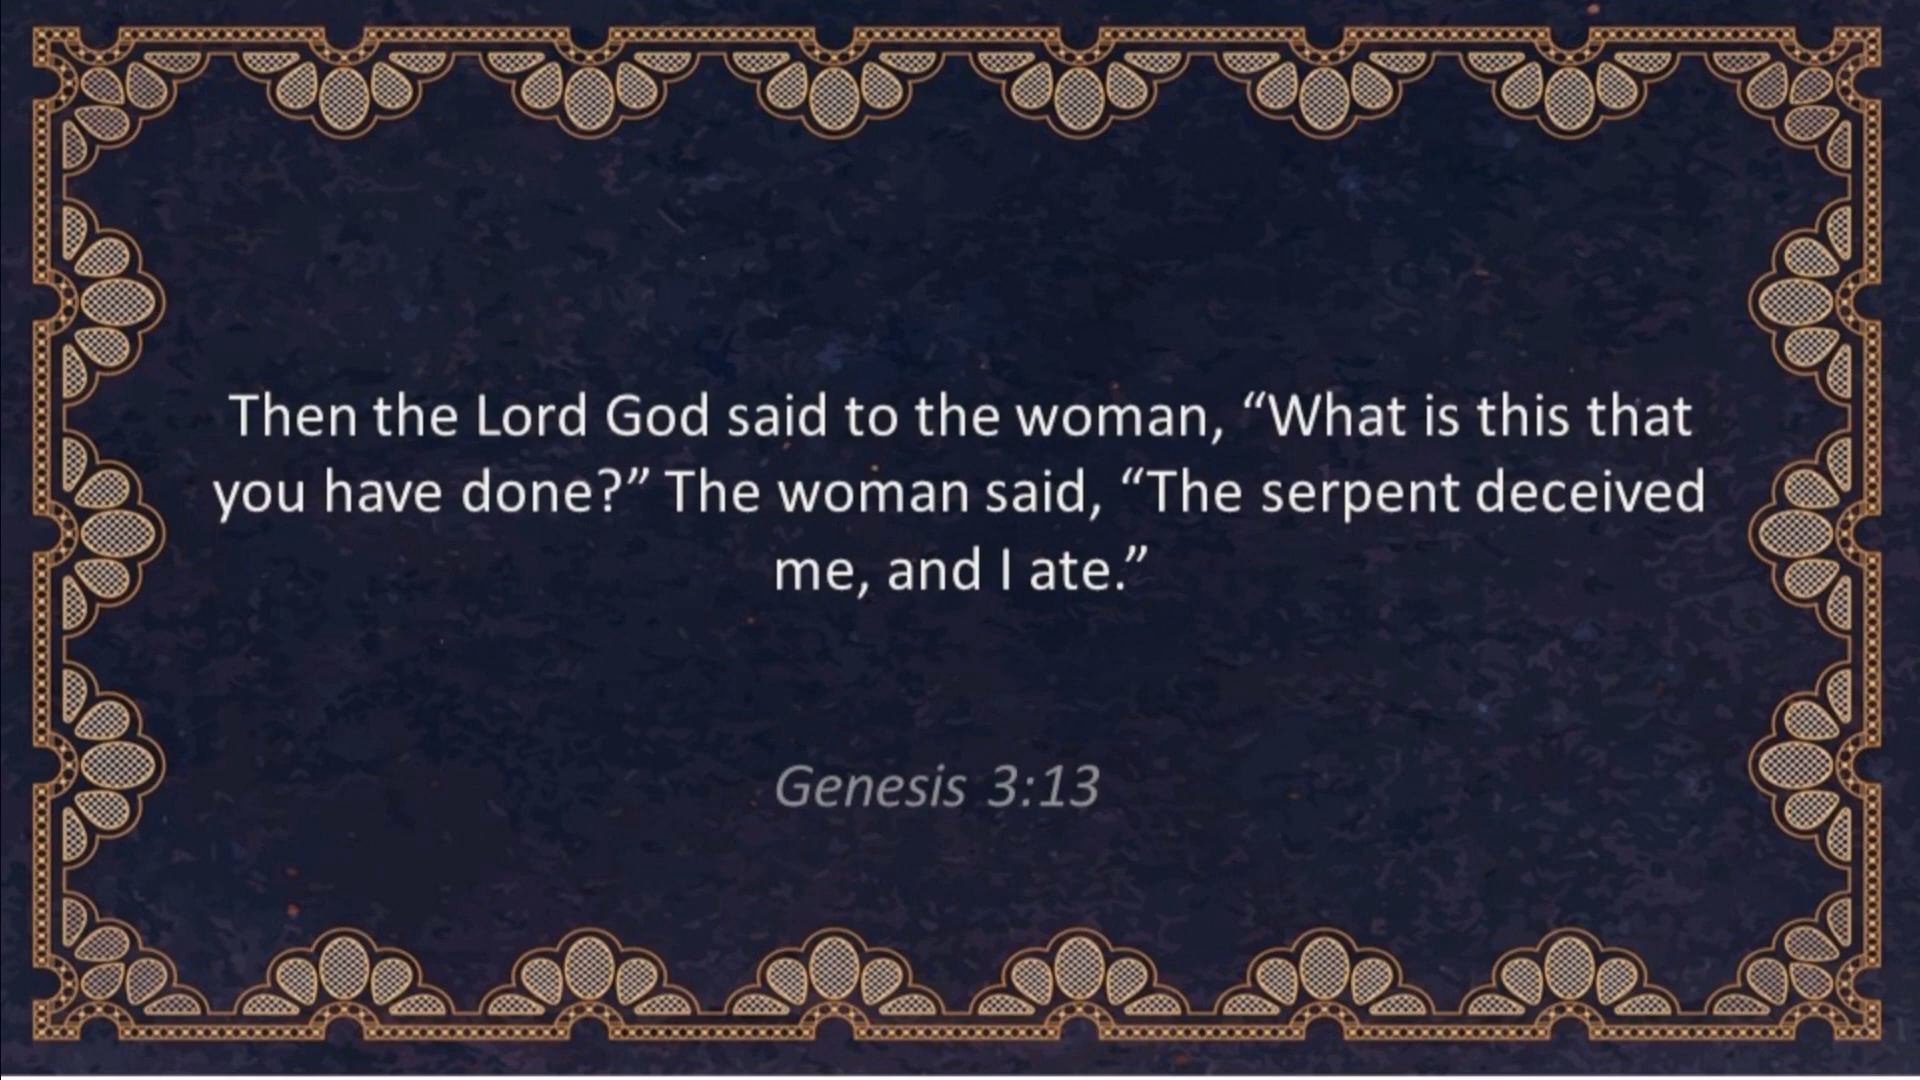 Then the Lord God said to the woman, “What is this that
you have done?” The woman said, “The serpent deceived
me, and I ate.”
Genesis 3:13